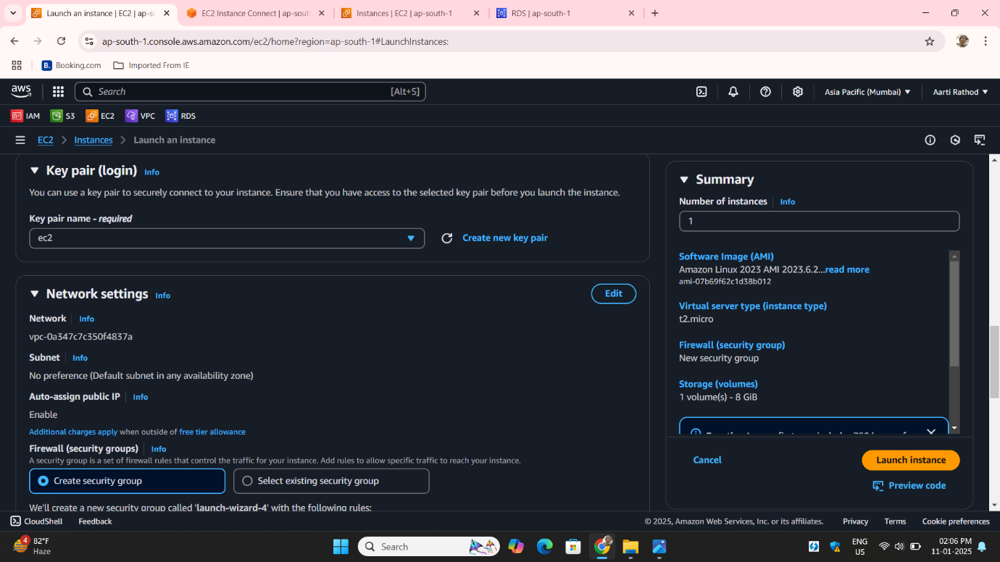 Launch an instance | EC2 | ap-sc
EC2 Instance Connect | ap-sout
Instances | EC2 | ap-south-1
RDS | ap-south-1
ap-south-1.console.aws.amazon.com/ec2/home?region=ap-south-1#LaunchInstances:
B. Booking.com
Imported From IE
aws
Search
[Alt+S]
Asia Pacific (Mumbai)
Aarti Rathod
IAM
S3
EC2
VPC
RDS
EC2
Instances
Launch an instance
Key pair (login)
Info
You can use a key pair to securely connect to your instance. Ensure that you have access to the selected key pair before you launch the instance.
Key pair name - required
ec2
Create new key pair
Network settings
Info
Edit
Network
Info
vpc-0a347c7c350f4837a
Subnet
Info
No preference (Default subnet in any availability zone)
Auto-assign public IP
Info
Enable
Additional charges apply when outside of free tier allowance
Firewall (security groups)
Info
A security group is a set of firewall rules that control the traffic for your instance. Add rules to allow specific traffic to reach your instance.
Create security group
Select existing security group
We'll create a new security group called 'launch-wizard-4' with the following rules:
Summary
Number of instances
Info
1
Software Image (AMI)
Amazon Linux 2023 AMI 2023.6.2...read more
ami-07b69f62c1d38b012
Virtual server type (instance type)
t2.micro
Firewall (security group)
New security group
Storage (volumes)
1 volume(s) - 8 GiB
Cancel
Launch instance
Preview code
CloudShell
Feedback
© 2025, Amazon Web Services, Inc. or its affiliates.
Privacy
Terms
Cookie preferences
4
82°F
Haze
Search
ENG
US
02:06 PM
11-01-2025